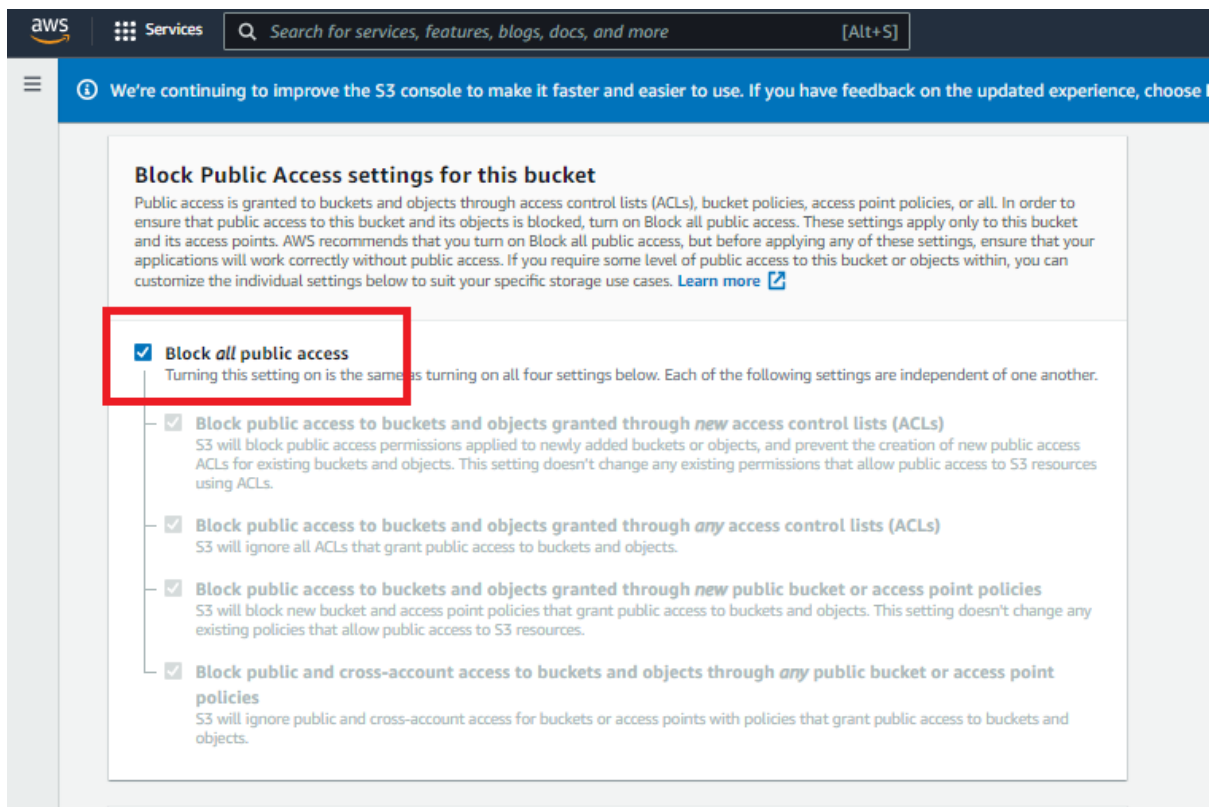 aws
Services
Search for services, features, blogs, docs, and more
[Alt+S]
We're continuing to improve the S3 console to make it faster and easier to use. If you have feedback on the updated experience, choose
Block Public Access settings for this bucket
Public access is granted to buckets and objects through access control lists (ACLs), bucket policies, access point policies, or all. In order to
ensure that public access to this bucket and its objects is blocked, turn on Block all public access. These settings apply only to this bucket
and its access points. AWS recommends that you turn on Block all public access, but before applying any of these settings, ensure that your
applications will work correctly without public access. If you require some level of public access to this bucket or objects within, you can
customize the individual settings below to suit your specific storage use cases. Learn more
Block all public access
Turning this setting on is the same as turning on all four settings below. Each of the following settings are independent of one another.
Block public access to buckets and objects granted through new access control lists (ACLs)
S3 will block public access permissions applied to newly added buckets or objects, and prevent the creation of new public access
ACLs for existing buckets and objects. This setting doesn't change any existing permissions that allow public access to S3 resources
using ACLs.
Block public access to buckets and objects granted through any access control lists (ACLs)
S3 will ignore all ACLs that grant public access to buckets and objects.
Block public access to buckets and objects granted through new public bucket or access point policies
S3 will block new bucket and access point policies that grant public access to buckets and objects. This setting doesn't change any
existing policies that allow public access to S3 resources.
Block public and cross-account access to buckets and objects through any public bucket or access point
policies
S3 will ignore public and cross-account access for buckets or access points with policies that grant public access to buckets and
objects.